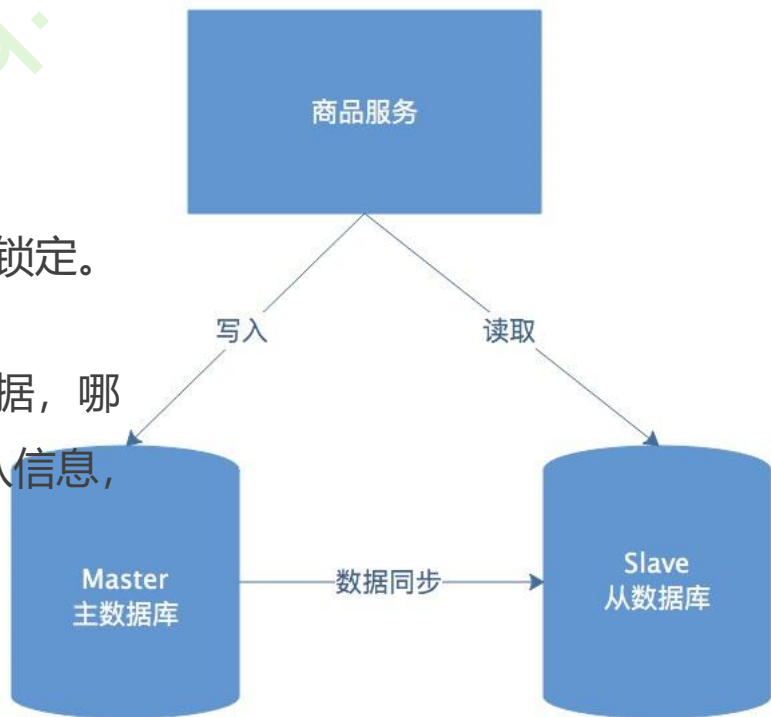 商品服务
锁定。
写入
读取
据，哪
信息，
Master
主数据库
数据同步
Slave
从数据库